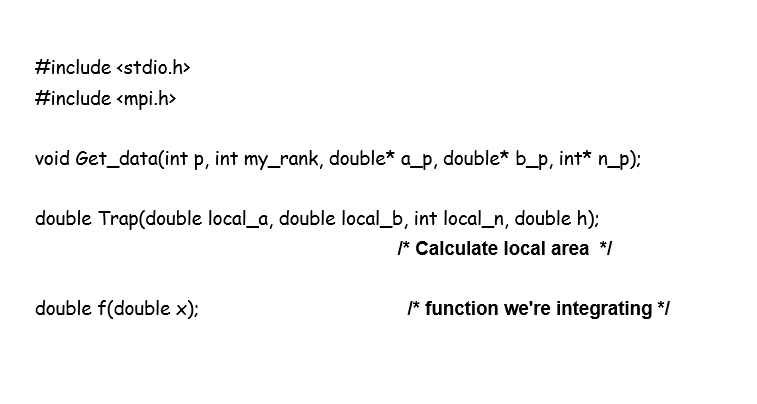 #include <stdio.h>
#include <mpi.h>
void Get_data(int p, int my_rank, double* a_p, double* b_p, int* n_p);
double Trap(double local_a, double local_b, int local_n, double h);
/* Calculate local area */
double f(double x); /* function we're integrating */